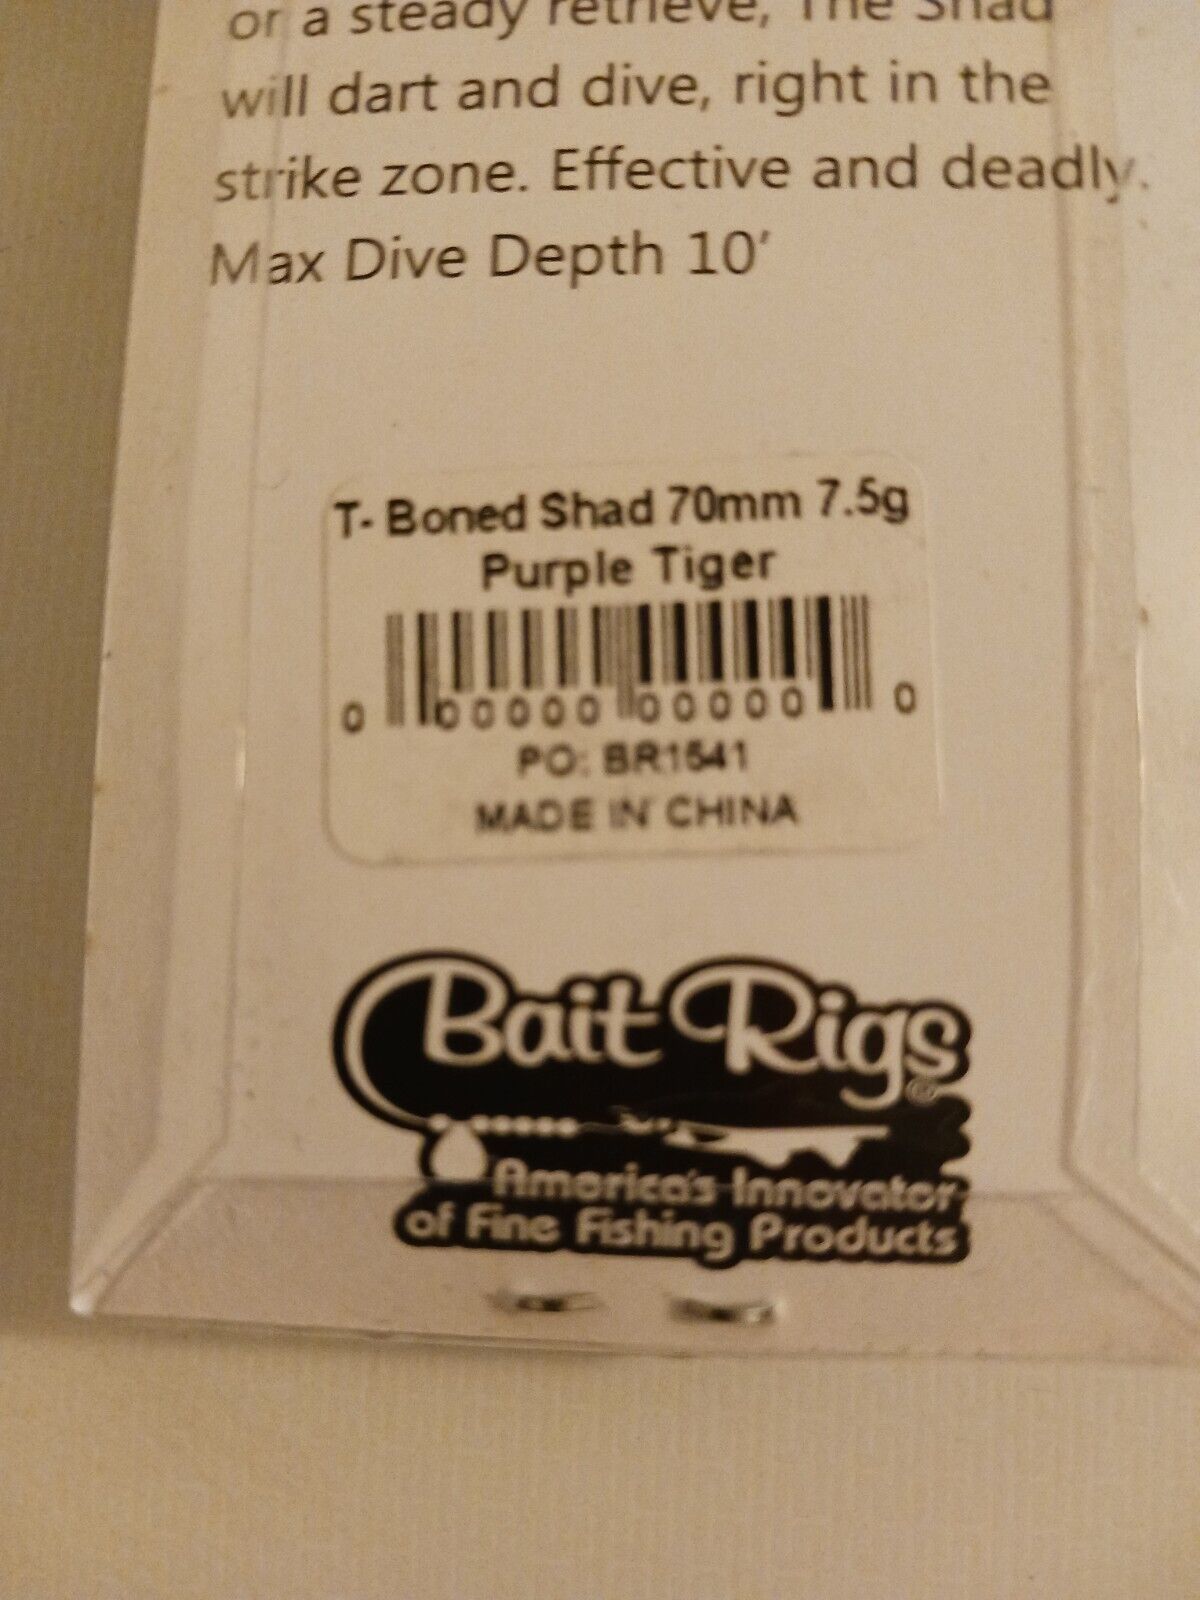 or a steady retrieve, The Shad
will dart and dive, right in the
strike zone. Effective and deadly.
Max Dive Depth 10'
T- Boned Shad 70mm 7.5g
Purple Tiger
0 00000 00000 0
PO: BR1541
MADE IN CHINA
Bait Rigs
America's Innovator
of Fine Fishing Products